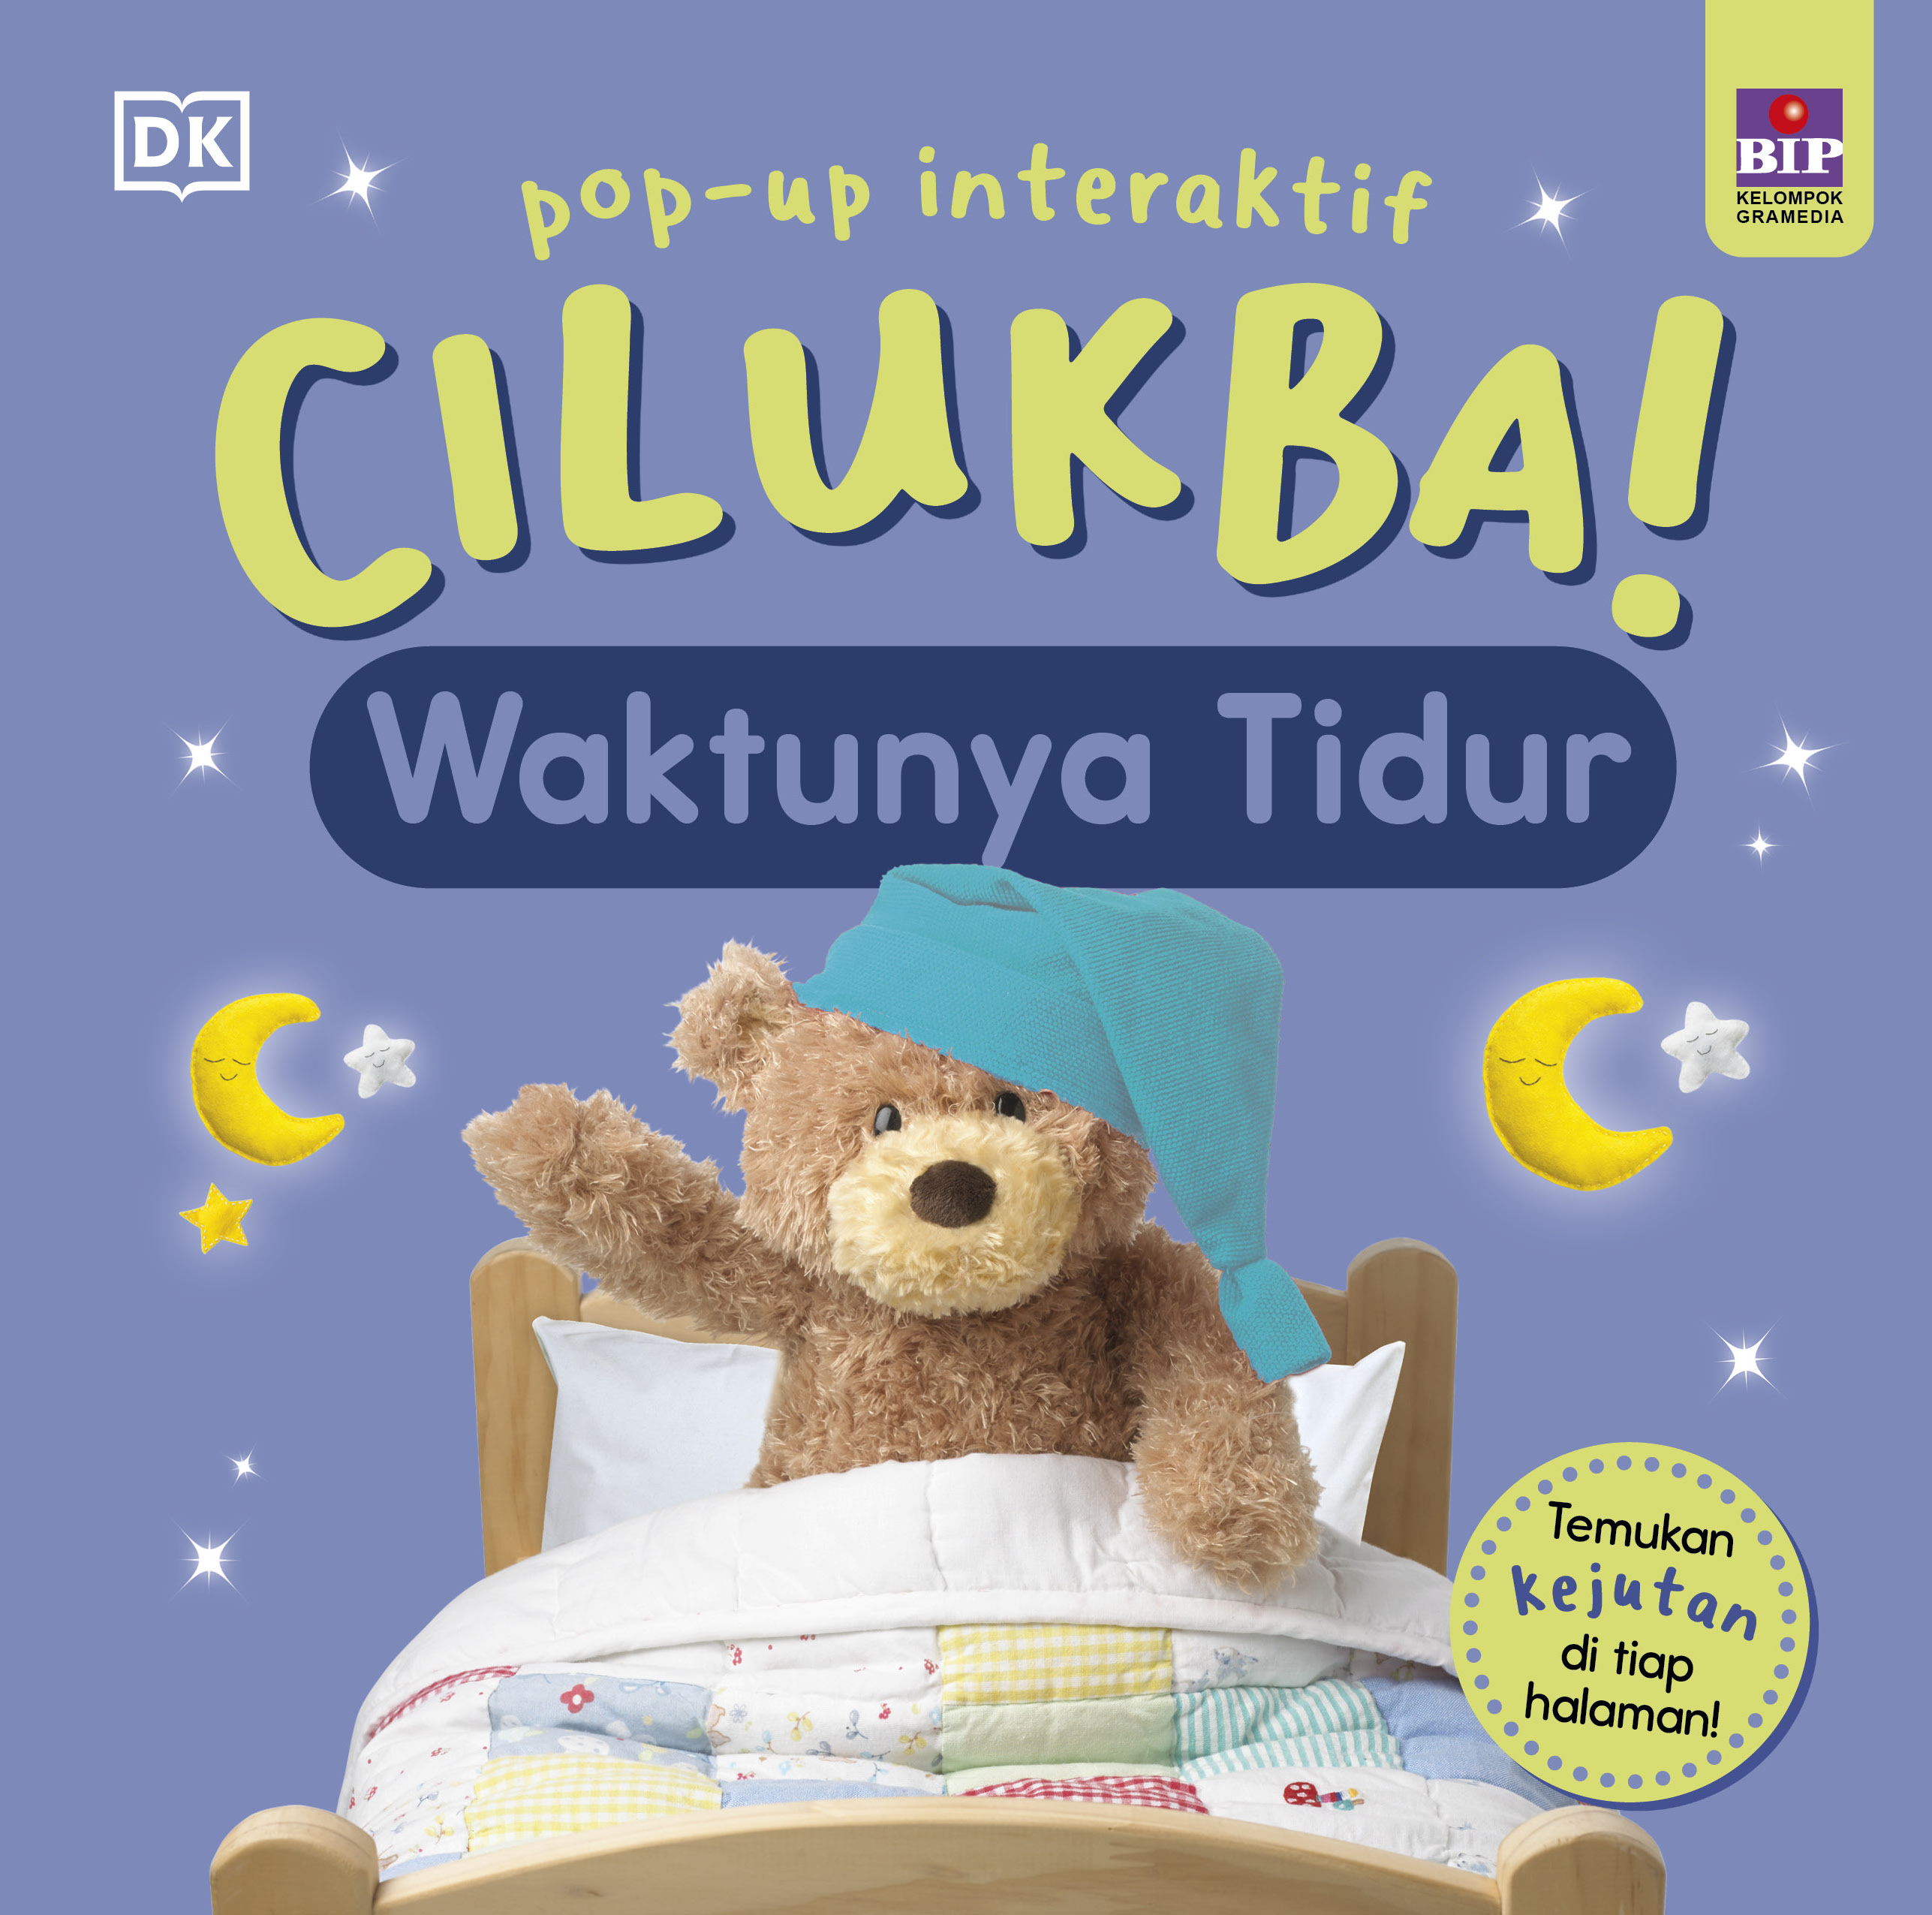 DK
BIP
KELOMPOK
GRAMEDIA
pop-up interaktif
CILUKBA!
Waktunya Tidur
Temukan
kejutan
di tiap
halaman!